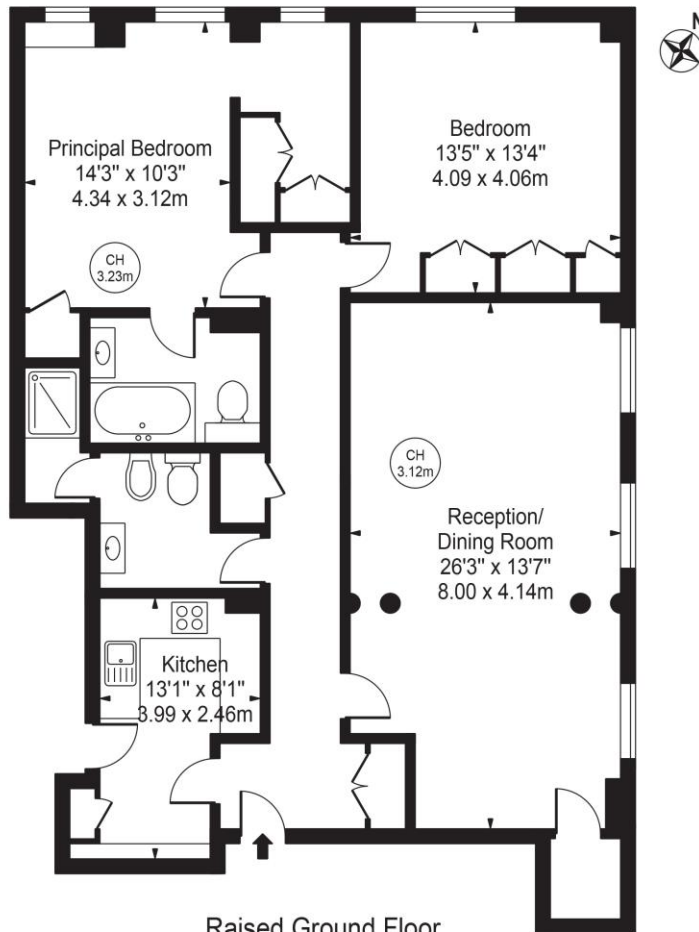 N
Principal Bedroom
14'3" x 10'3"
4.34 x 3.12m
CH
3.23m
Bedroom
13'5" x 13'4"
4.09 x 4.06m
CH
3.12m
Reception/
Dining Room
26'3" x 13'7"
8.00 x 4.14m
Kitchen
13'1" x 8'1"
3.99 x 2.46m
Raised Ground Floor